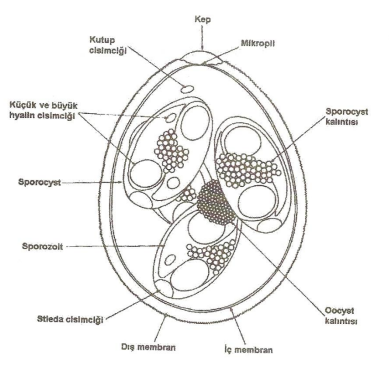 Kep
Kutup
cisimciği
Mikropil
Küçük ve büyük
hyalin cisimciği
Sporocyst
kalıntısı
Sporocyst
Sporozoit
Stieda cisimciği
Oocyst
kalıntısı
Dış membran
İç membran